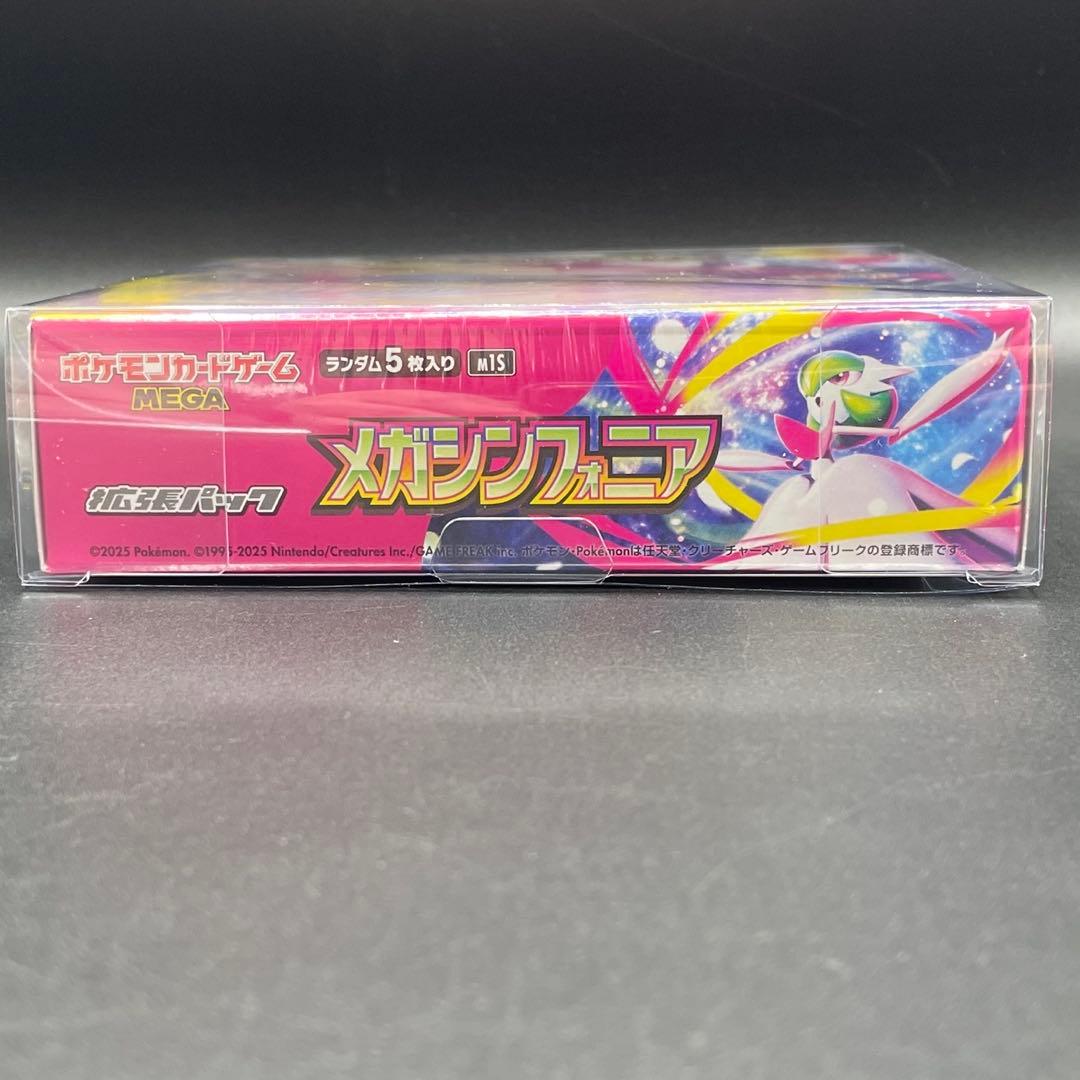 ポケモンカードゲーム
MEGA
ランダム5枚入り
m1S
メガシンフォニア
拡張パック
©2025 Pokémon. ©1995-2025 Nintendo/Creatures Inc./GAME FREAK inc. ポケモン・Pokémonは任天堂・クリーチャーズ・ゲームフリークの登録商標です。